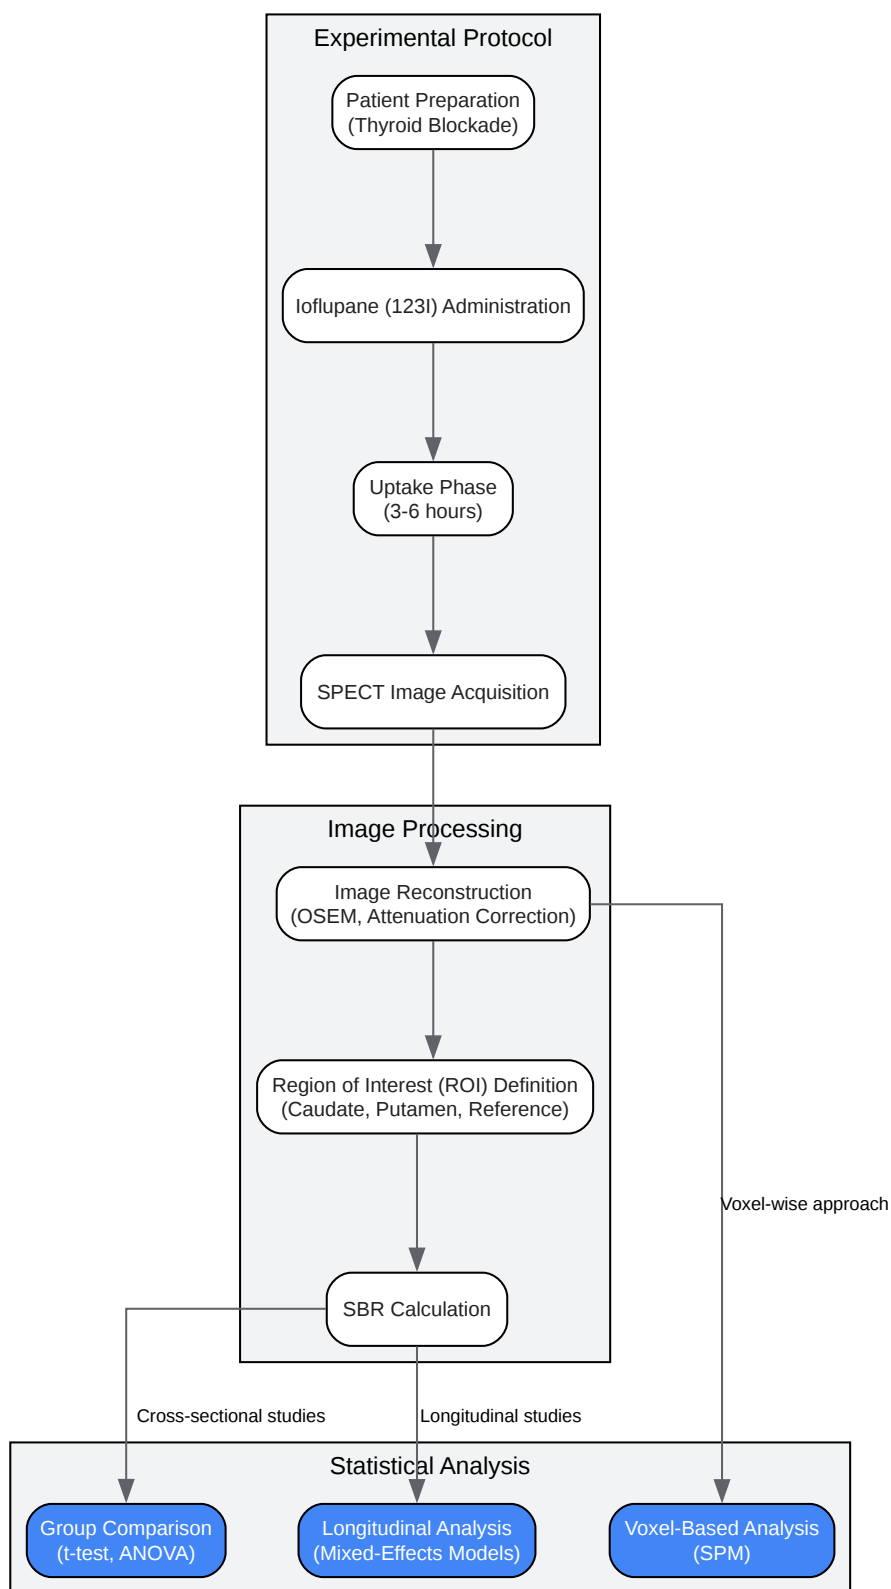 Experimental Protocol
Patient Preparation
(Thyroid Blockade)
Ioflupane (123I) Administration
Uptake Phase
(3-6 hours)
SPECT Image Acquisition
Image Processing
Image Reconstruction
(OSEM, Attenuation Correction)
Region of Interest (ROI) Definition
(Caudate, Putamen, Reference)
Voxel-wise approach
SBR Calculation
Cross-sectional studies
Longitudinal studies
Statistical Analysis
Group Comparison
(t-test, ANOVA)
Longitudinal Analysis
(Mixed-Effects Models)
Voxel-Based Analysis
(SPM)